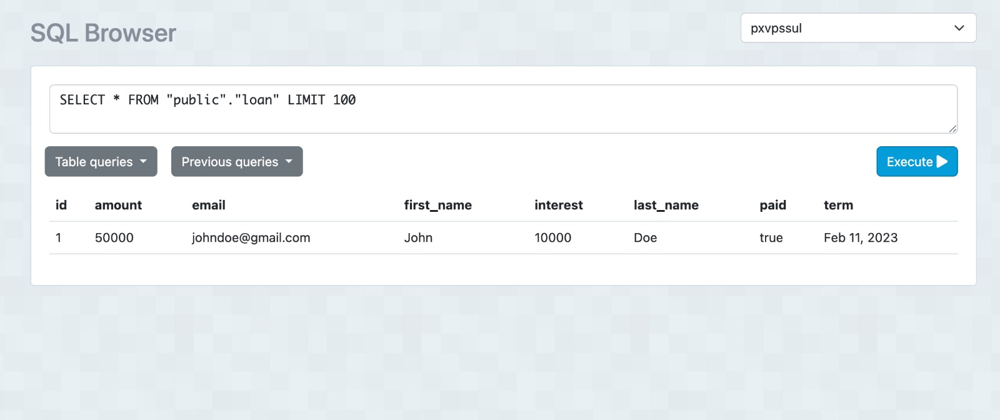 SQL Browser
pxvpssul
SELECT * FROM "public"."loan" LIMIT 100
Table queries Previous queries Execute
id amount email first_name interest last_name paid term
1 50000 johndoe@gmail.com John 10000 Doe true Feb 11, 2023